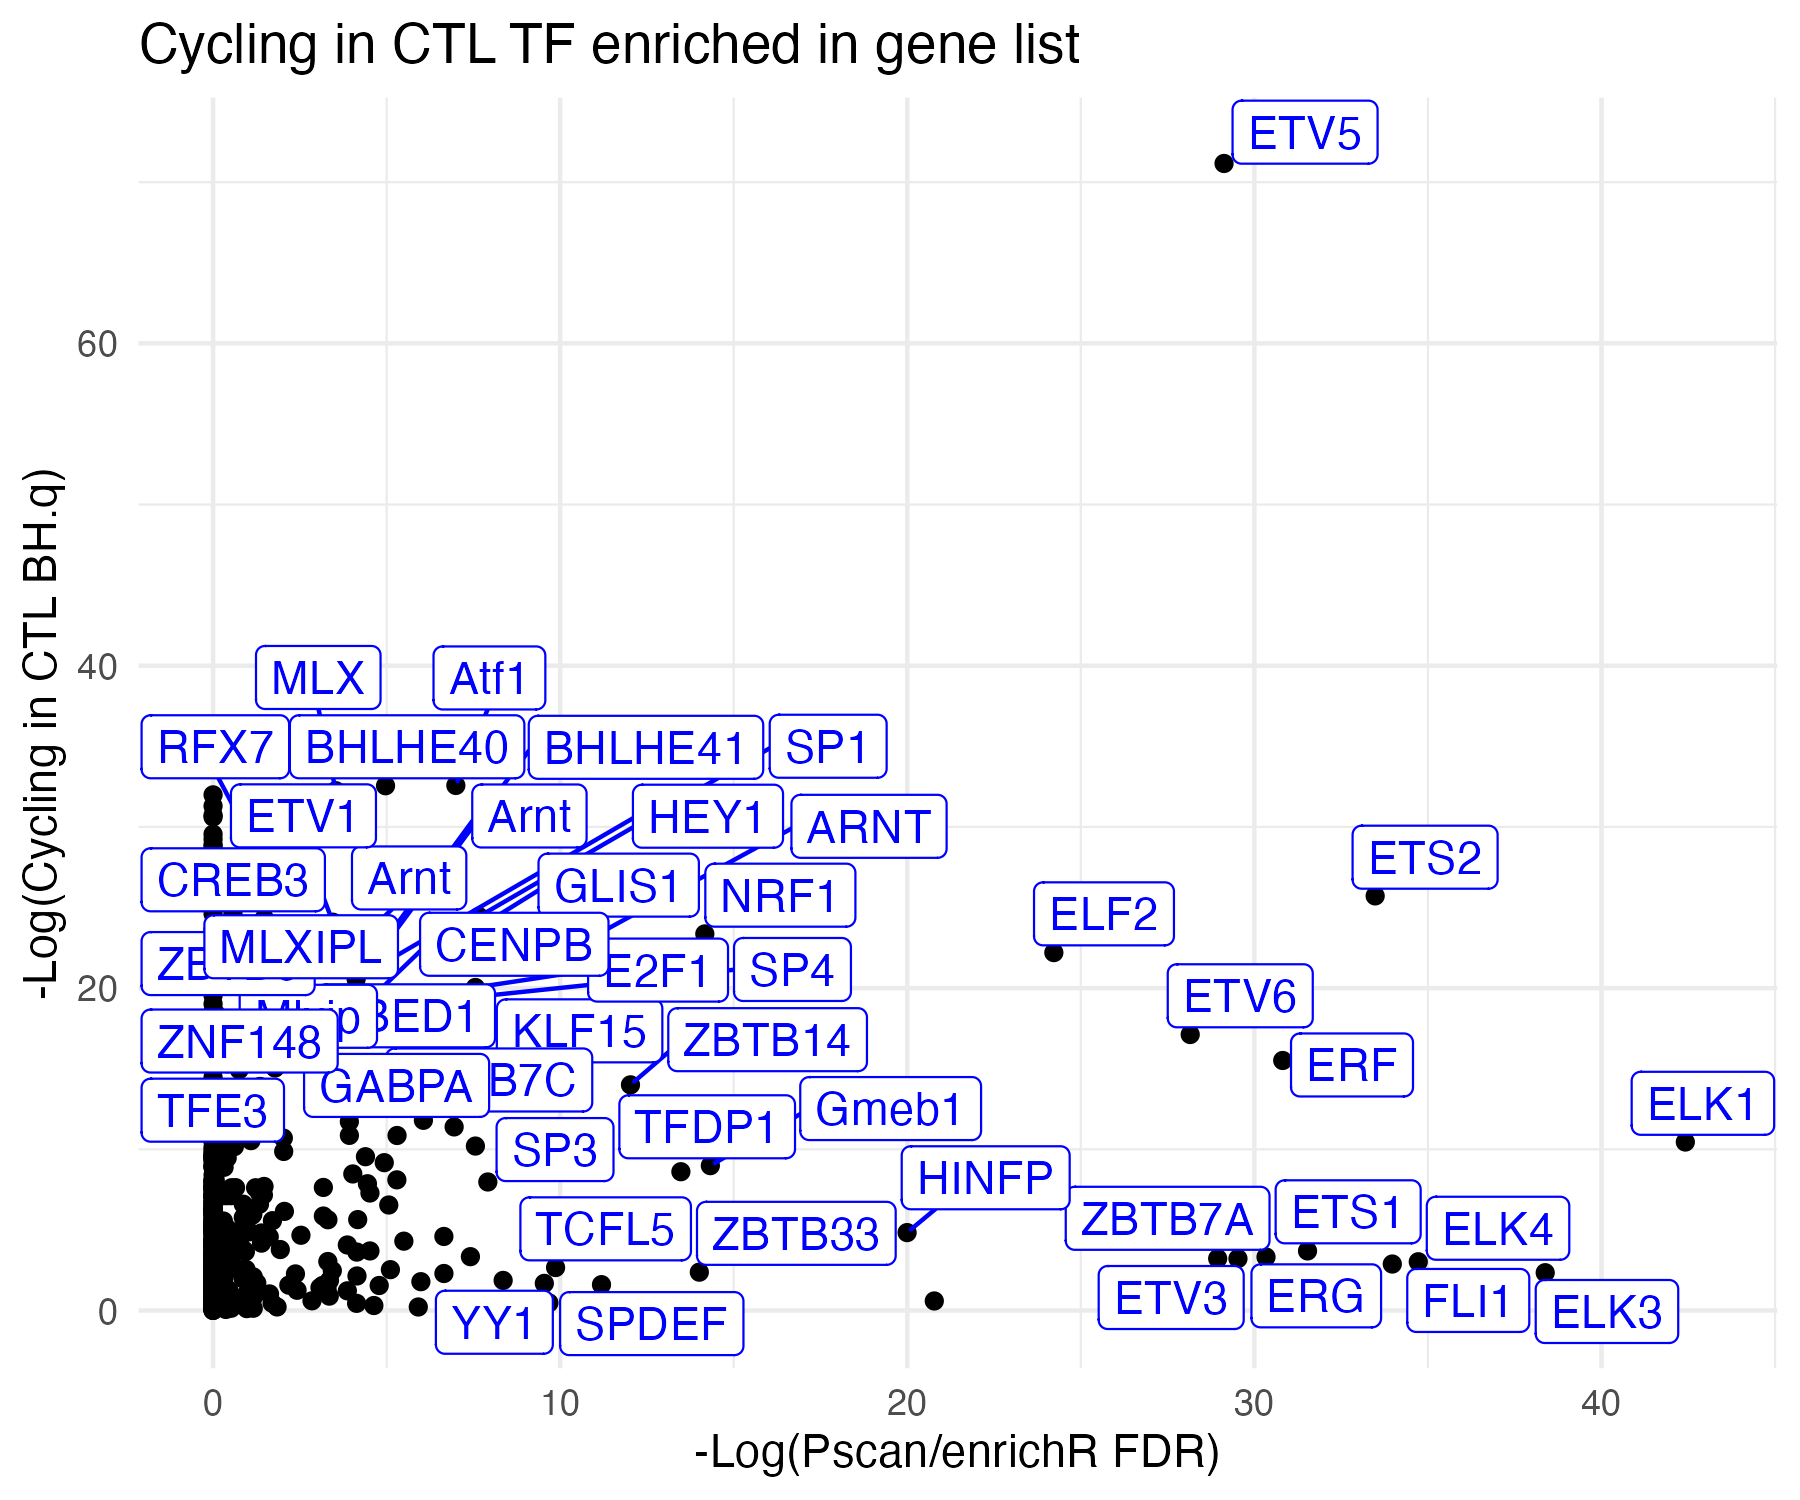 Cycling in CTL TF enriched in gene list
ETV5
60
-Log(Cycling in CTL BH.q)
40
MLX
Atf1
RFX7
BHLHE40
BHLHE41
SP1
ETV1
Arnt
HEY1
ARNT
ETS2
CREB3
Arnt
GLIS1
NRF1
ELF2
MLXIPL
CENPB
E2F1
SP4
20
ETV6
BED1
KLF15
ZNF148
ZBTB14
ERF
GABPA
B7C
TFE3
TFDP1
Gmeb1
ELK1
SP3
HINFP
TCFL5
ZBTB33
ZBTB7A
ETS1
ELK4
0
YY1
SPDEF
ETV3
ERG
FLI1
ELK3
0
10
20
30
40
-Log(Pscan/enrichR FDR)